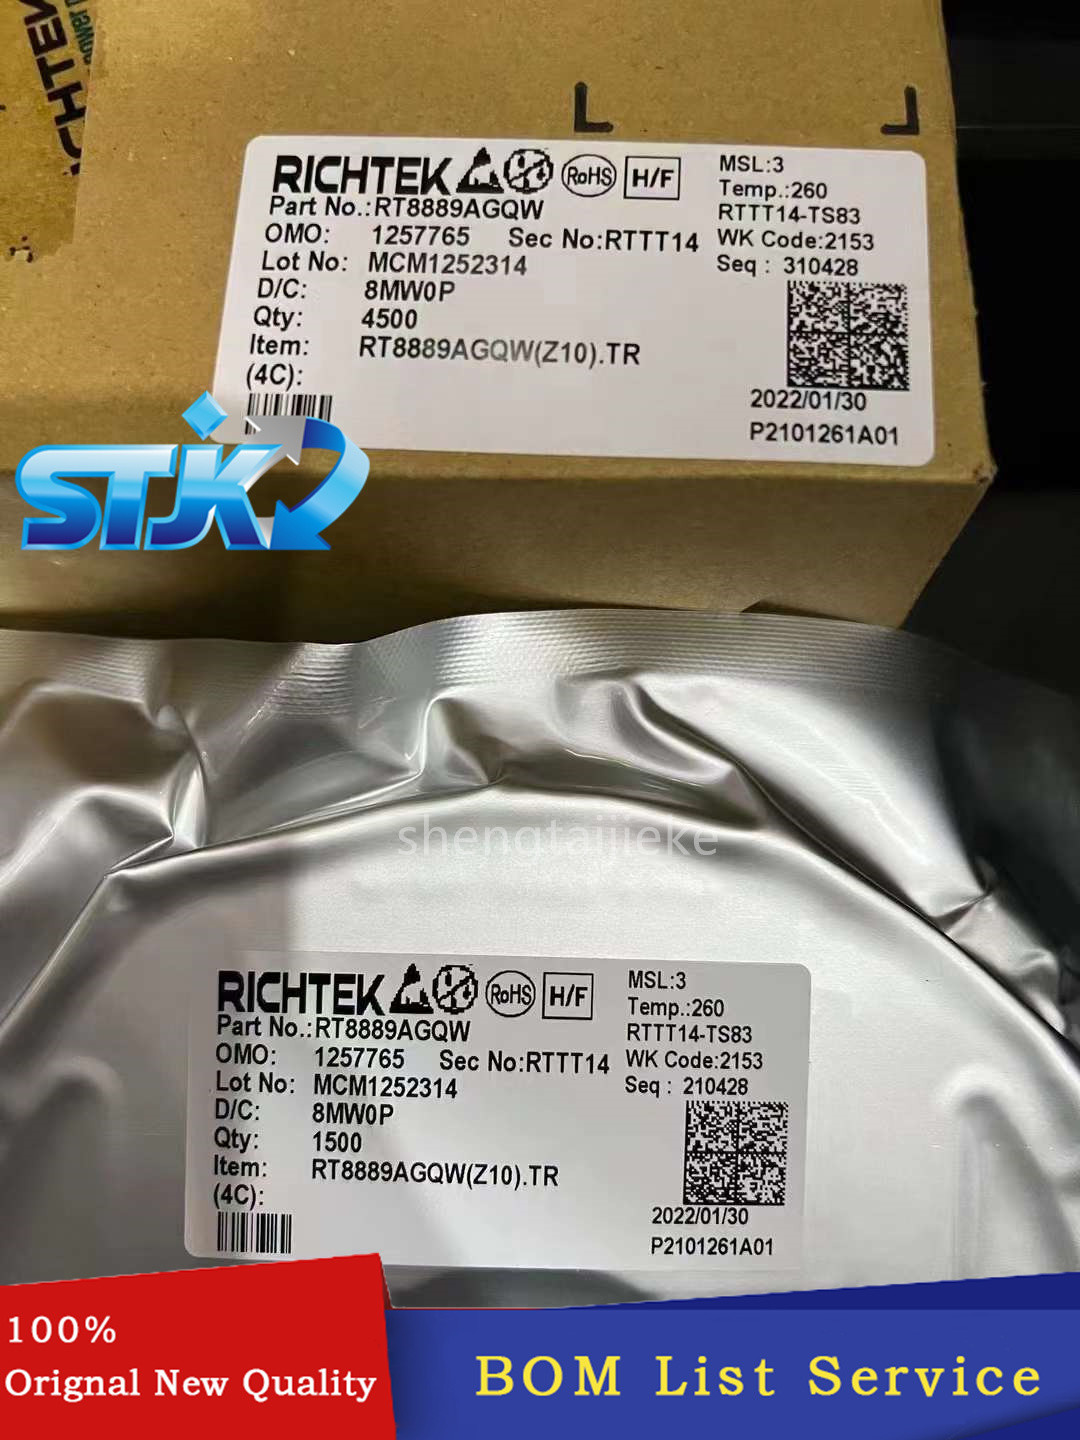 RICHTEK
RICHTEK RoHS H/F
Part No.:RT8889AGQW
OMO: 1257765 Sec No:RTTT14
Lot No: MCM1252314
D/C: 8MW0P
Qty: 4500
Item: RT8889AGQW(Z10).TR
(4C):
MSL:3
Temp.:260
RTTT14-TS83
WK Code:2153
Seq : 310428
2022/01/30
P2101261A01
STJK
shengtaijieke
RICHTEK RoHS H/F
Part No.:RT8889AGQW
OMO: 1257765 Sec No:RTTT14
Lot No: MCM1252314
D/C: 8MW0P
Qty: 1500
Item: RT8889AGQW(Z10).TR
(4C):
MSL:3
Temp.:260
RTTT14-TS83
WK Code:2153
Seq : 210428
2022/01/30
P2101261A01
100%
Orignal New Quality
BOM List Service